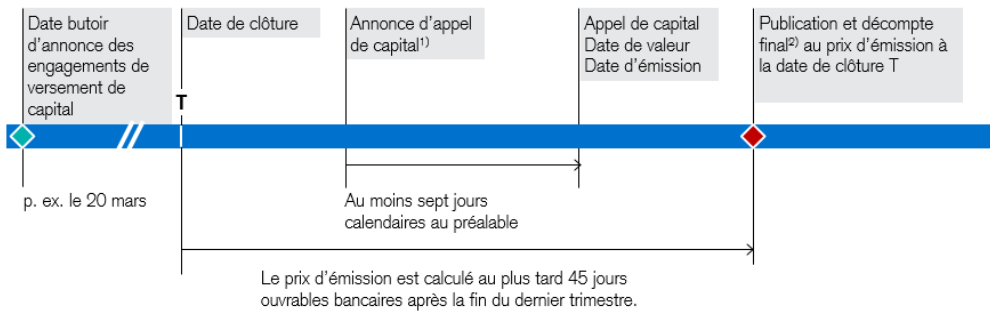 Date butoir
d’annonce des
engagements de
versement de
capital
Date de clôture
Annonce d’appel
de capital¹⁾
Appel de capital
Date de valeur
Date d’émission
Publication et décompte
final²⁾ au prix d’émission à
la date de clôture T
T
p. ex. le 20 mars
Au moins sept jours
calendaires au préalable
Le prix d’émission est calculé au plus tard 45 jours
ouvrables bancaires après la fin du dernier trimestre.